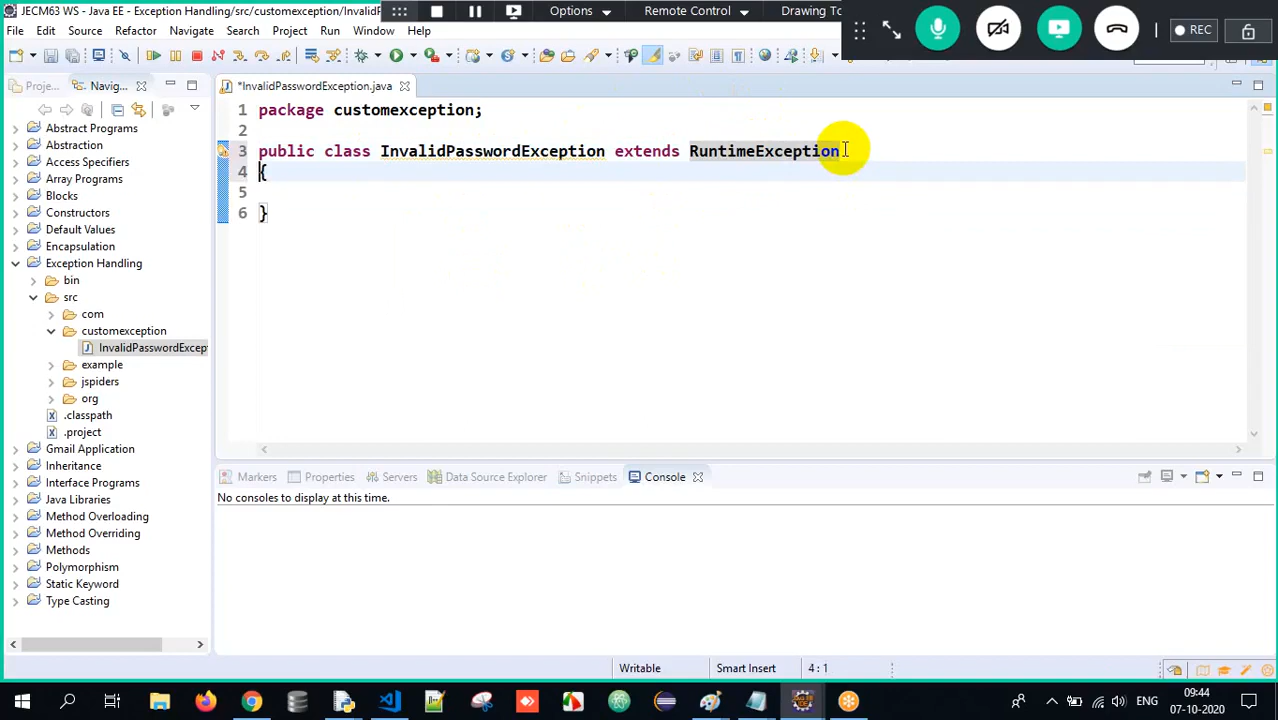 JECM63 WS - Java EE - Exception Handling/src/customexception/InvalidPa
Options
Remote Control
Drawing To
REC
File Edit Source Refactor Navigate Search Project Run Window Help
Proje...
Navig...
*InvalidPasswordException.java
Abstract Programs
Abstraction
Access Specifiers
Array Programs
Blocks
Constructors
Default Values
Encapsulation
Exception Handling
bin
src
com
customexception
InvalidPasswordExcept
example
jspiders
org
.classpath
.project
Gmail Application
Inheritance
Interface Programs
Java Libraries
Method Overloading
Method Overriding
Methods
Polymorphism
Static Keyword
Type Casting
1 package customexception;
2
3 public class InvalidPasswordException extends RuntimeException
4 {
5
6 }
Markers Properties Servers Data Source Explorer Snippets Console
No consoles to display at this time.
Writable Smart Insert 4 : 1
ENG
09:44
07-10-2020